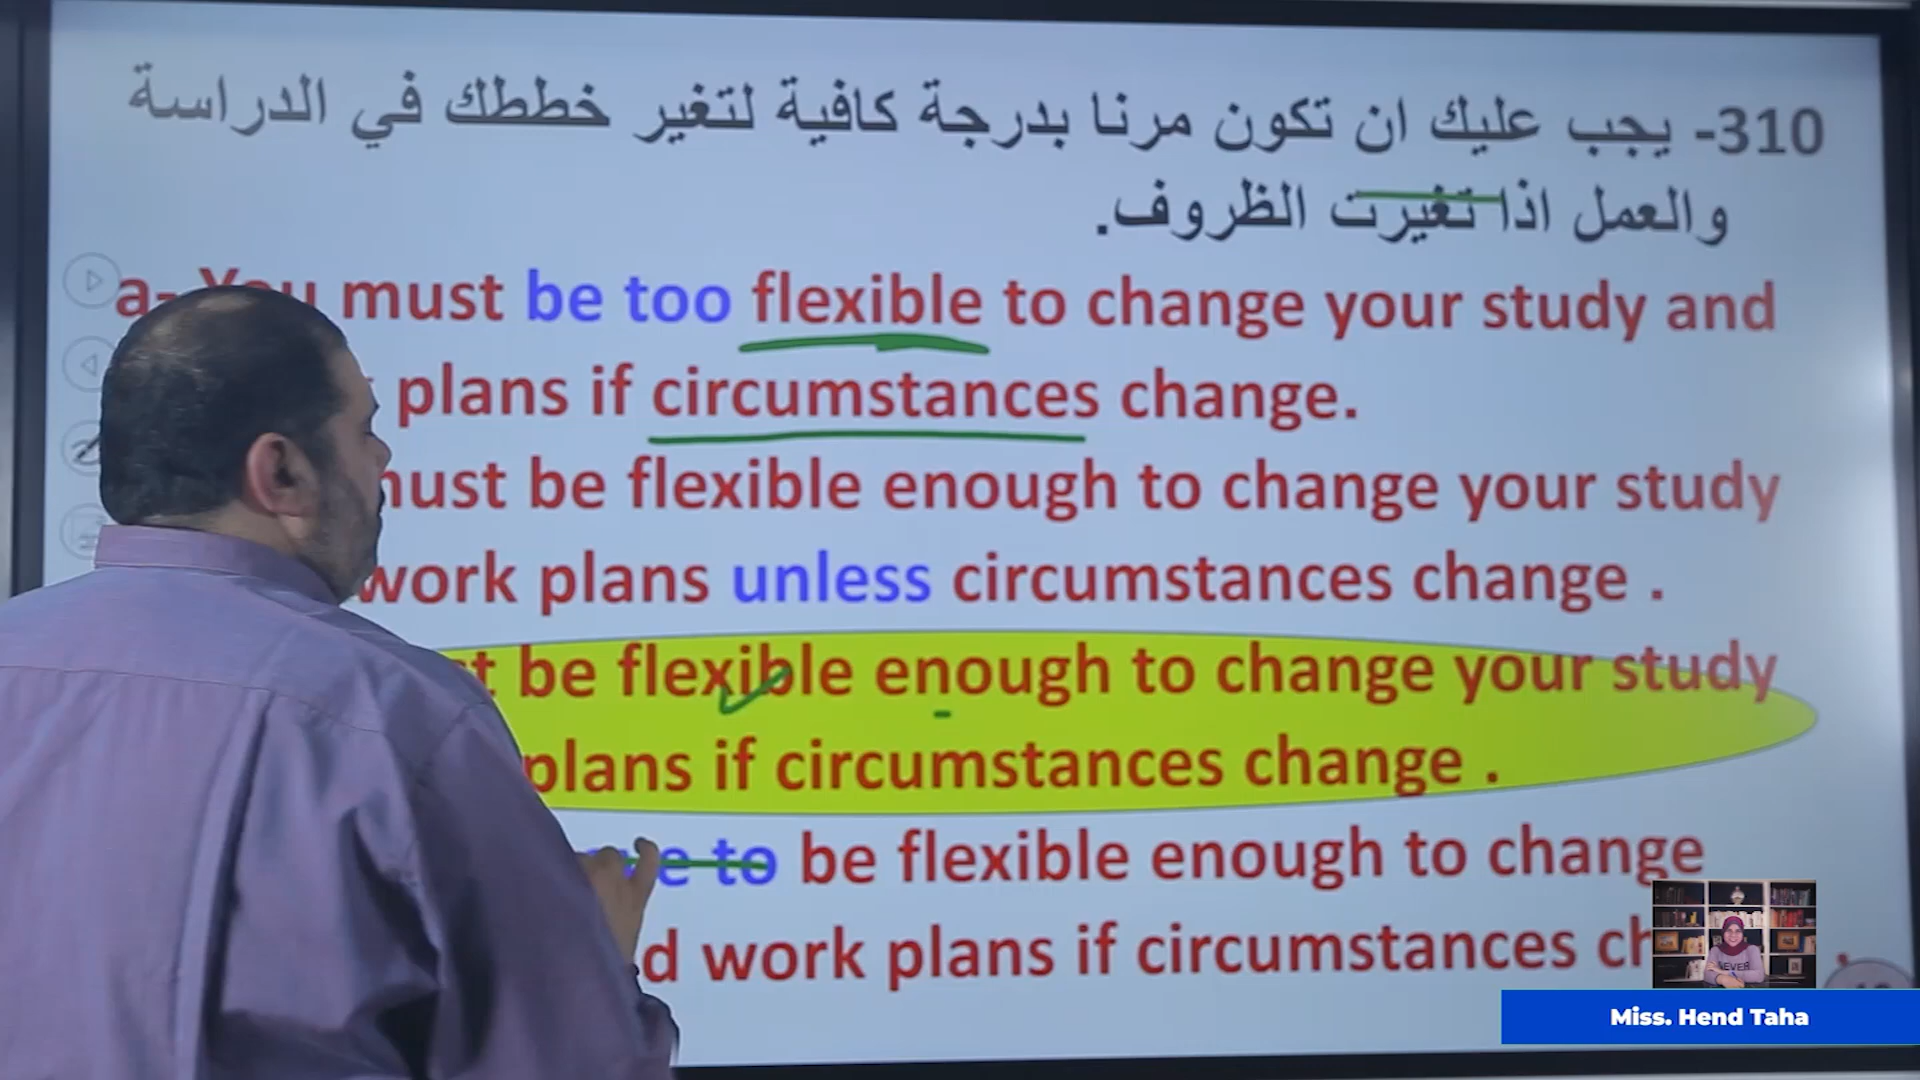 310- يجب عليك ان تكون مرنا بدرجة كافية لتغير خططك في الدراسة
والعمل اذا تغيرت الظروف.
a- You must be too flexible to change your study and
plans if circumstances change.
must be flexible enough to change your study
work plans unless circumstances change .
be flexible enough to change your study
plans if circumstances change .
to be flexible enough to change
work plans if circumstances
NEVER
Miss. Hend Taha